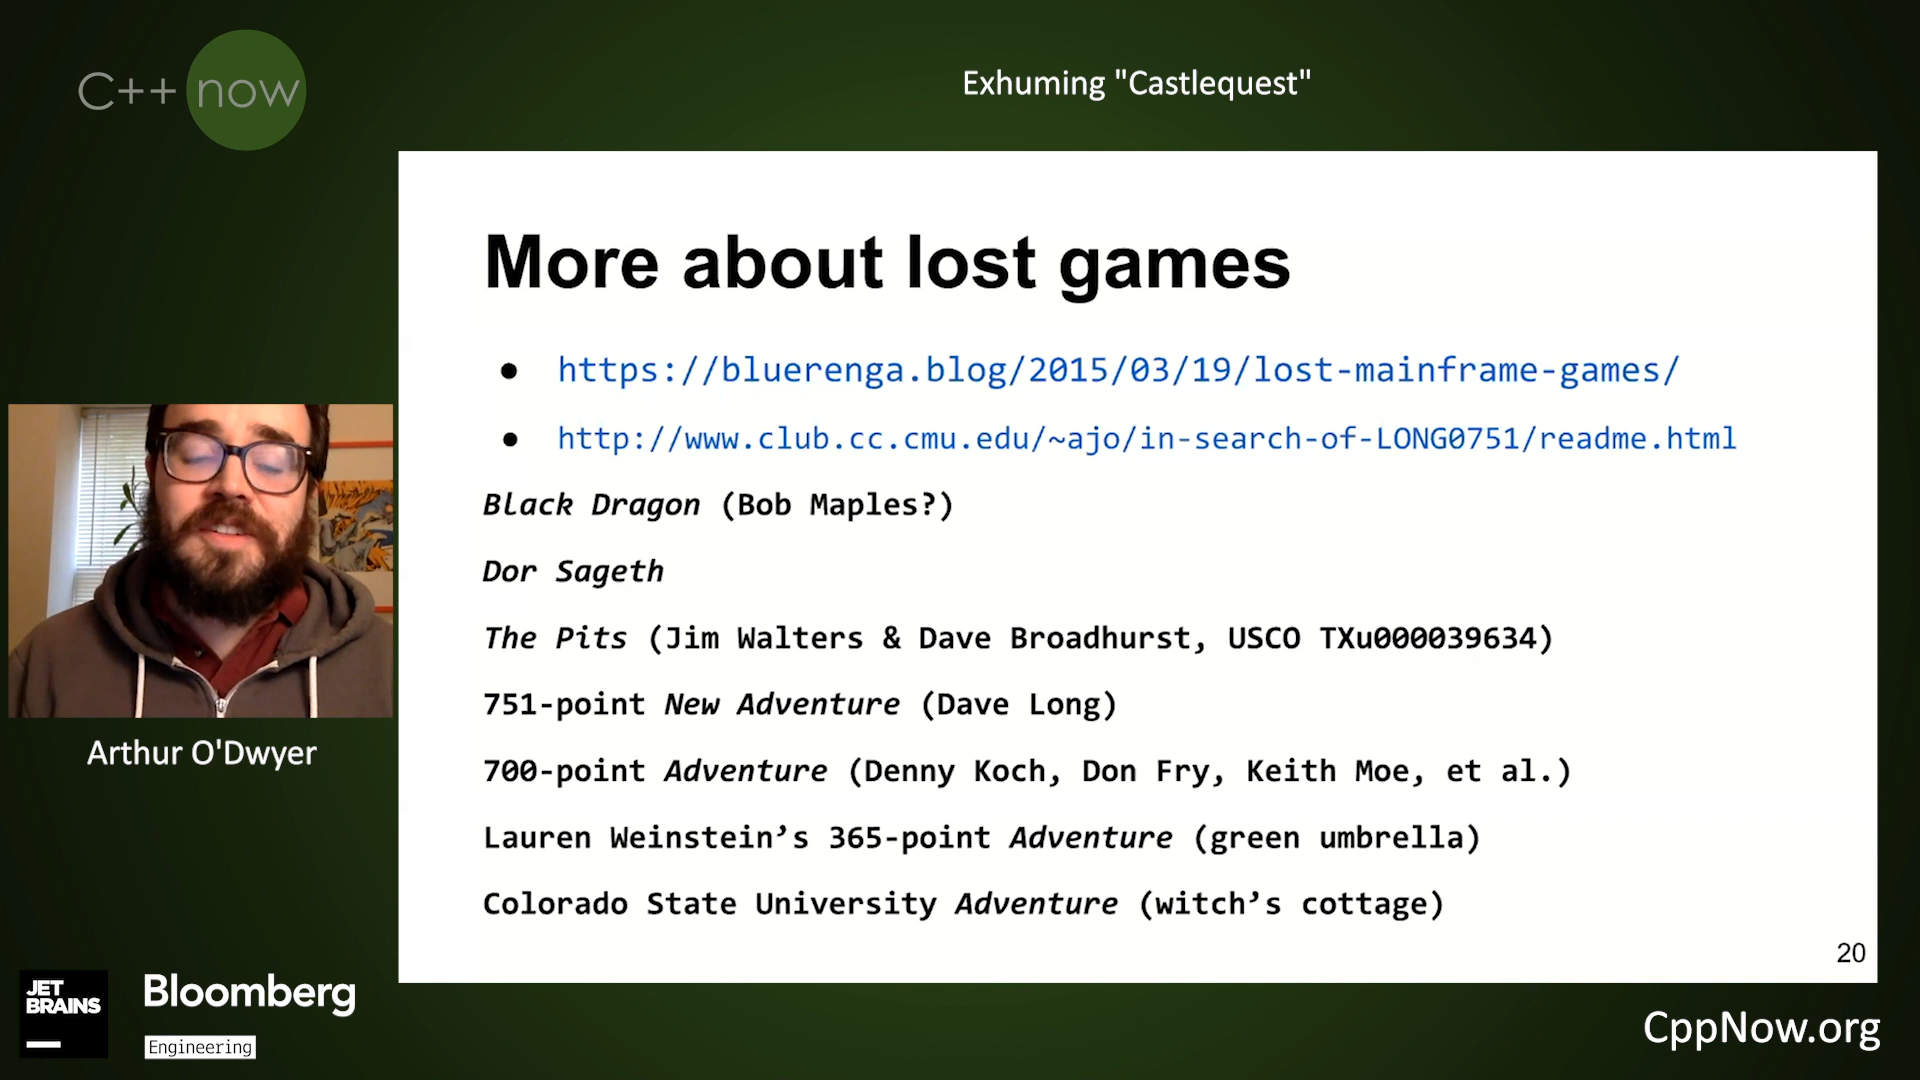 C++ now
Exhuming "Castlequest"
More about lost games
● https://bluerenga.blog/2015/03/19/lost-mainframe-games/
● http://www.club.cc.cmu.edu/~ajo/in-search-of-LONG0751/readme.html
Black Dragon (Bob Maples?)
Dor Sageth
The Pits (Jim Walters & Dave Broadhurst, USCO TXu000039634)
751-point New Adventure (Dave Long)
700-point Adventure (Denny Koch, Don Fry, Keith Moe, et al.)
Lauren Weinstein’s 365-point Adventure (green umbrella)
Colorado State University Adventure (witch’s cottage)
20
Arthur O'Dwyer
JET
BRAINS
Bloomberg
Engineering
CppNow.org